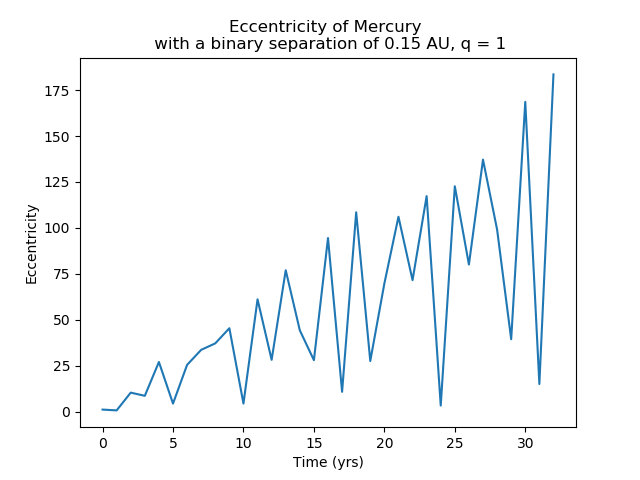 Eccentricity of Mercury
with a binary separation of 0.15 AU, q = 1
175
150
125
100
75
50
25
0
Eccentricity
0 5 10 15 20 25 30
Time (yrs)